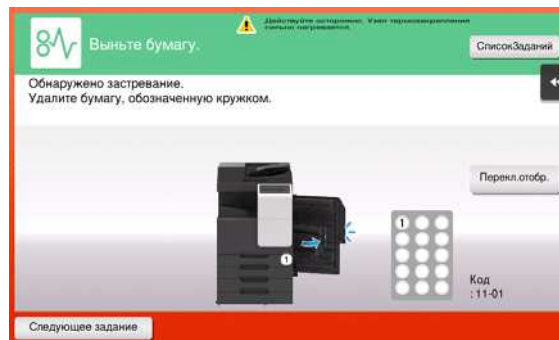 Действуйте осторожно. Узел термозакрепления
сильно нагревается.
Выньте бумагу.
СписокЗаданий
Обнаружено застревание.
Удалите бумагу, обозначенную кружком.
Перекл.отобр.
1
1
Код
: 11-01
Следующее задание